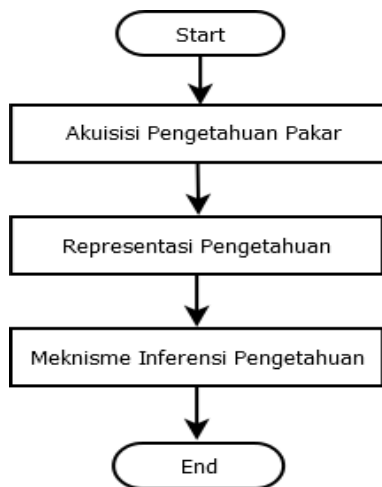 Start
Akuisisi Pengetahuan Pakar
Representasi Pengetahuan
Meknisme Inferensi Pengetahuan
End